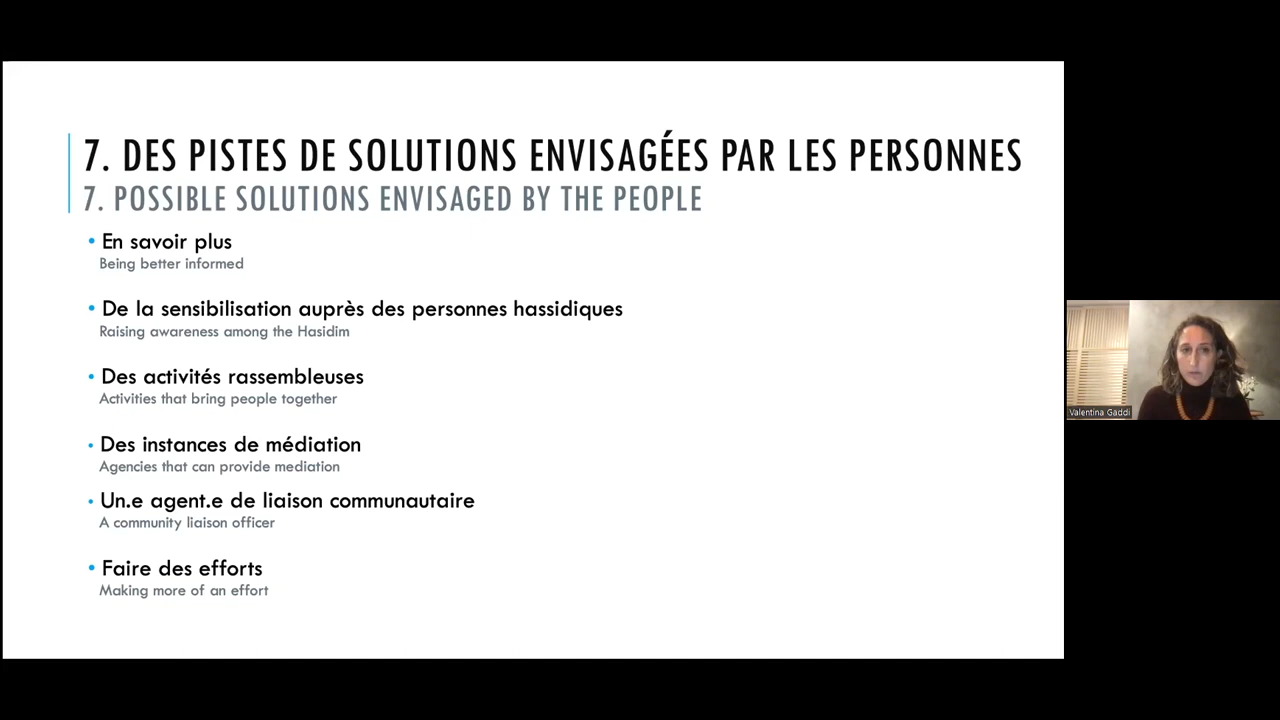 7. DES PISTES DE SOLUTIONS ENVISAGÉES PAR LES PERSONNES
7. POSSIBLE SOLUTIONS ENVISAGED BY THE PEOPLE
• En savoir plus
Being better informed
• De la sensibilisation auprès des personnes hassidiques
Raising awareness among the Hasidim
• Des activités rassembleuses
Activities that bring people together
• Des instances de médiation
Agencies that can provide mediation
• Un.e agent.e de liaison communautaire
A community liaison officer
• Faire des efforts
Making more of an effort
Valentina Gaddi